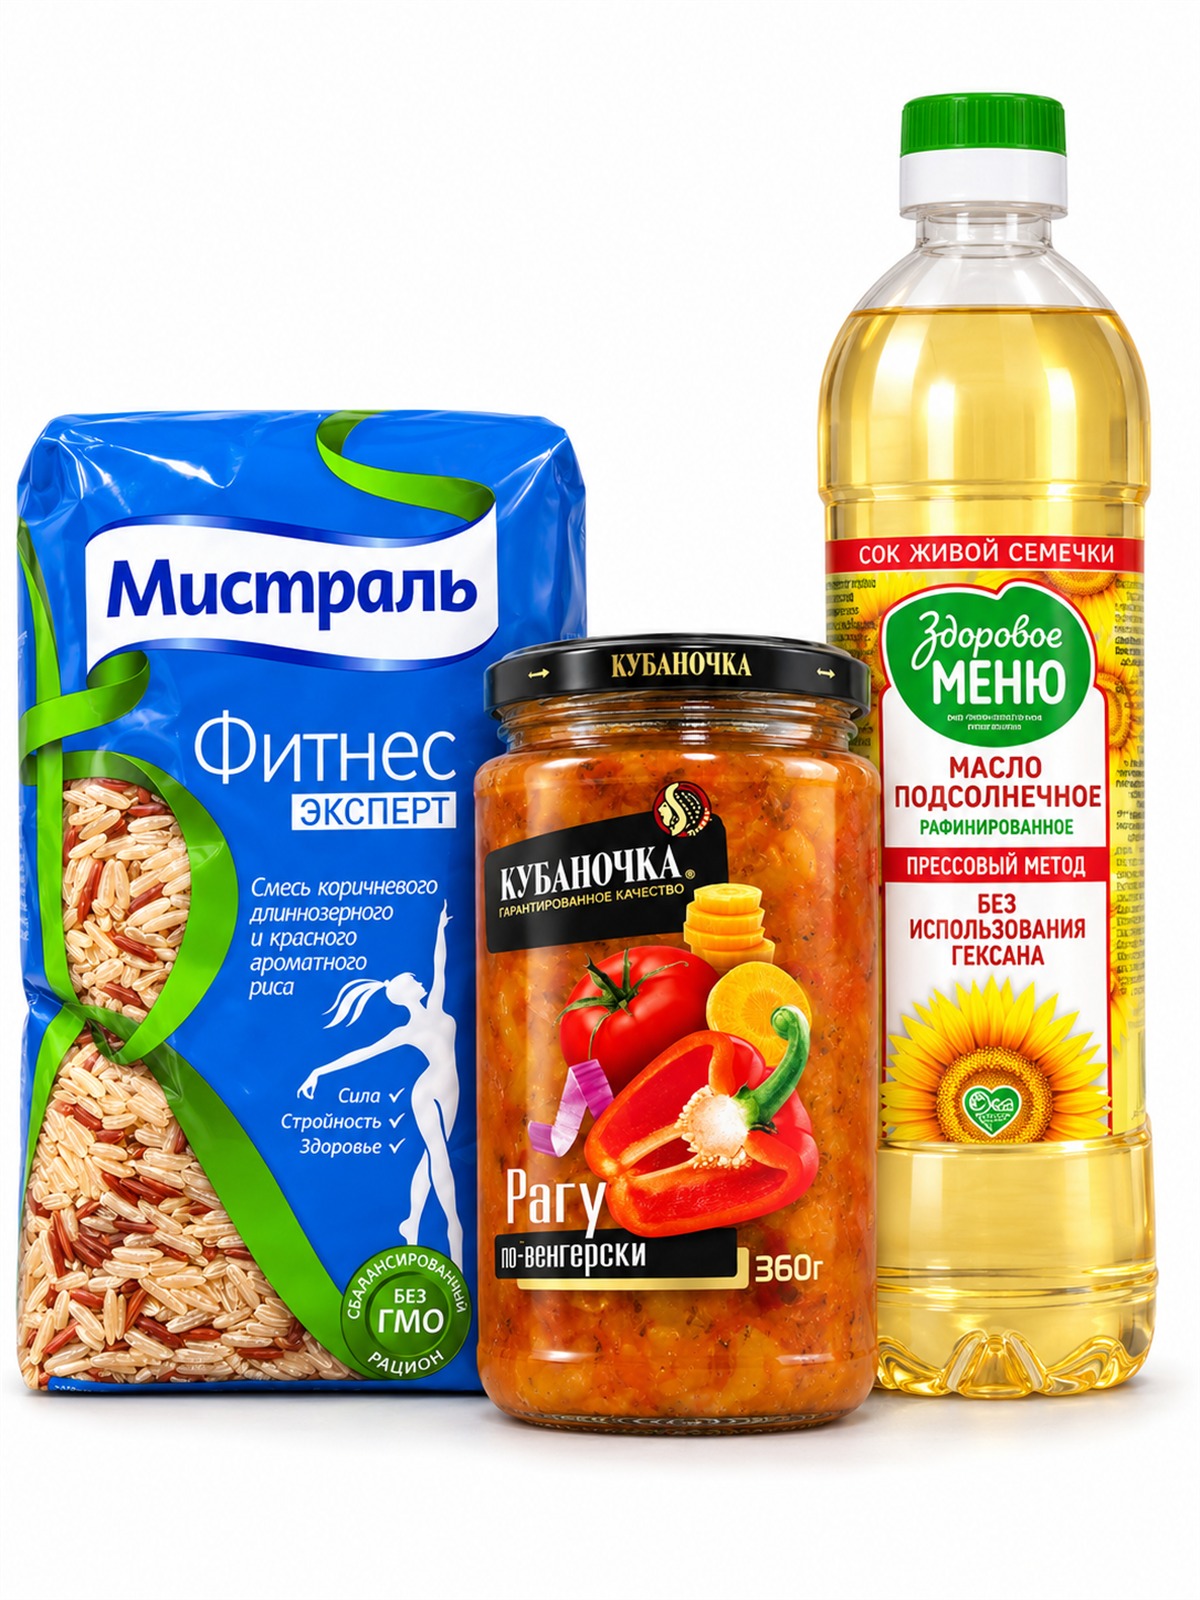 Мистраль
Фитнес
ЭКСПЕРТ
Смесь коричневого
длиннозерного
и красного
ароматного
риса
Сила ✓
Стройность ✓
Здоровье ✓
СБАЛАНСИРОВАННЫЙ
БЕЗ
ГМО
РАЦИОН
КУБАНОЧКА
КУБАНОЧКА®
ГАРАНТИРОВАННОЕ КАЧЕСТВО
Рагу
по-венгерски
360г
СОК ЖИВОЙ СЕМЕЧКИ
Здоровое
МЕНЮ
МАСЛО
ПОДСОЛНЕЧНОЕ
РАФИНИРОВАННОЕ
ПРЕССОВЫЙ МЕТОД
БЕЗ
ИСПОЛЬЗОВАНИЯ
ГЕКСАНА